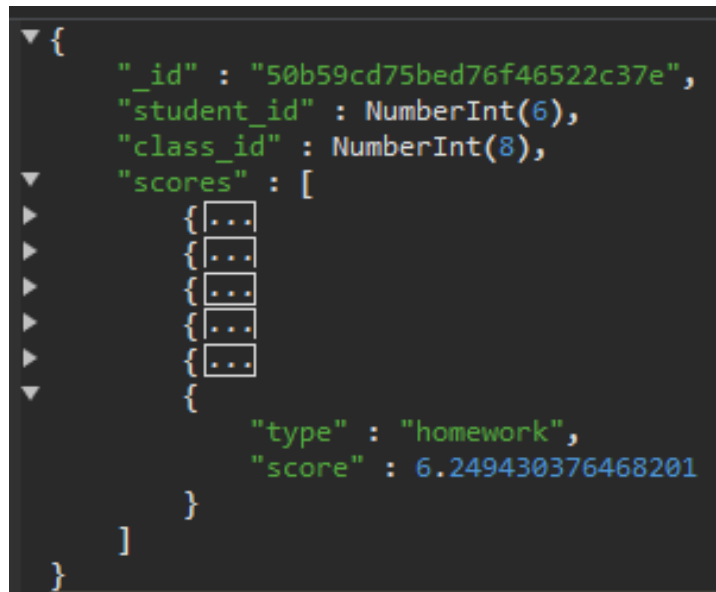 {
"_id" : "50b59cd75bed76f46522c37e",
"student_id" : NumberInt(6),
"class_id" : NumberInt(8),
"scores" : [
{...
{...
{...
{...
{...
{
"type" : "homework",
"score" : 6.249430376468201
}
]
}